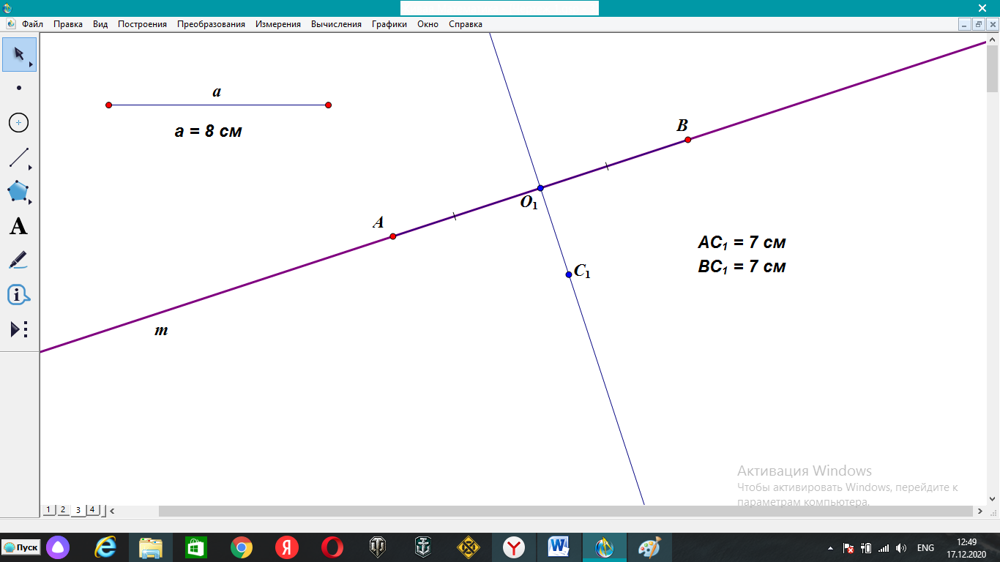 Файл Правка Вид Построения Преобразования Измерения Вычисления Графики Окно Справка
a
a = 8 см
B
O₁
A
AC₁ = 7 см
BC₁ = 7 см
C₁
m
A
Активация Windows
Чтобы активировать Windows, перейдите к
параметрам компьютера.
1 2 3 4
Пуск
ENG
12:49
17.12.2020